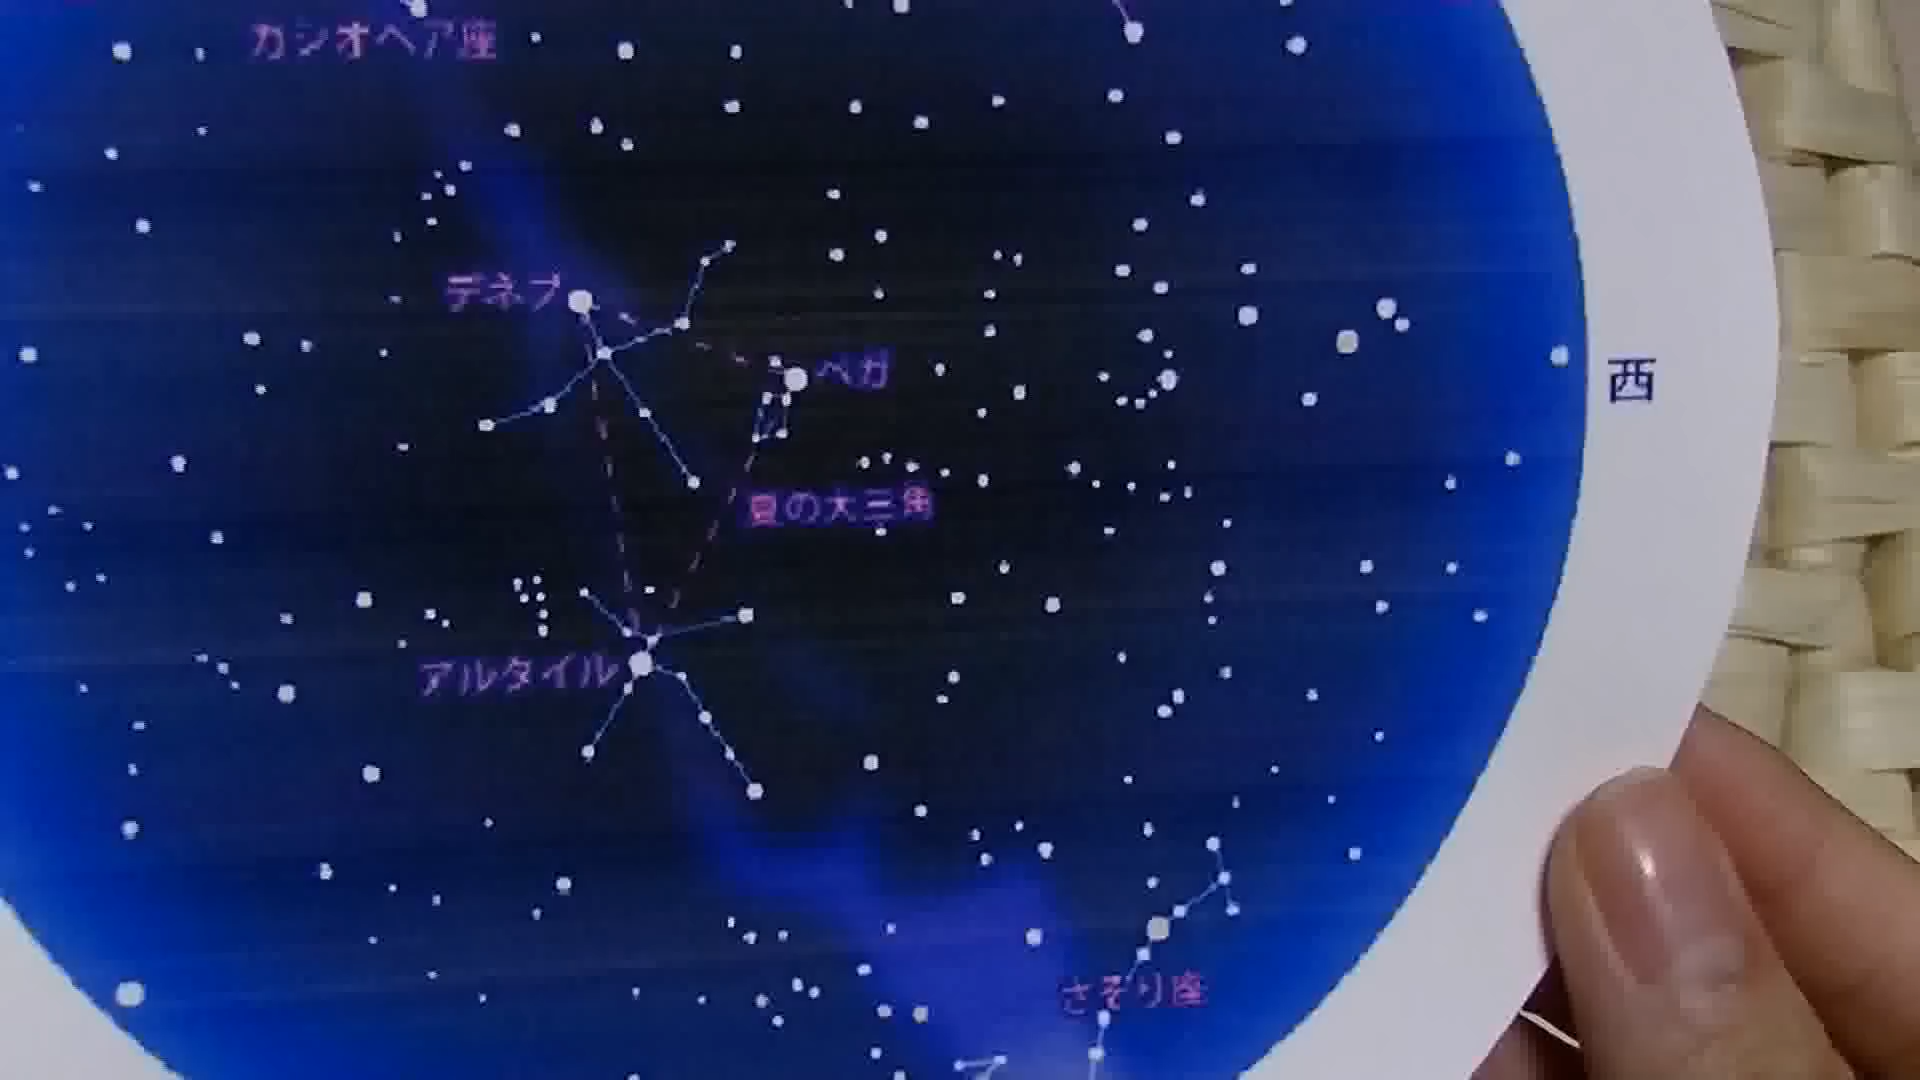 カシオペア座
デネブ
ベガ
西
夏の大三角
アルタイル
さそり座